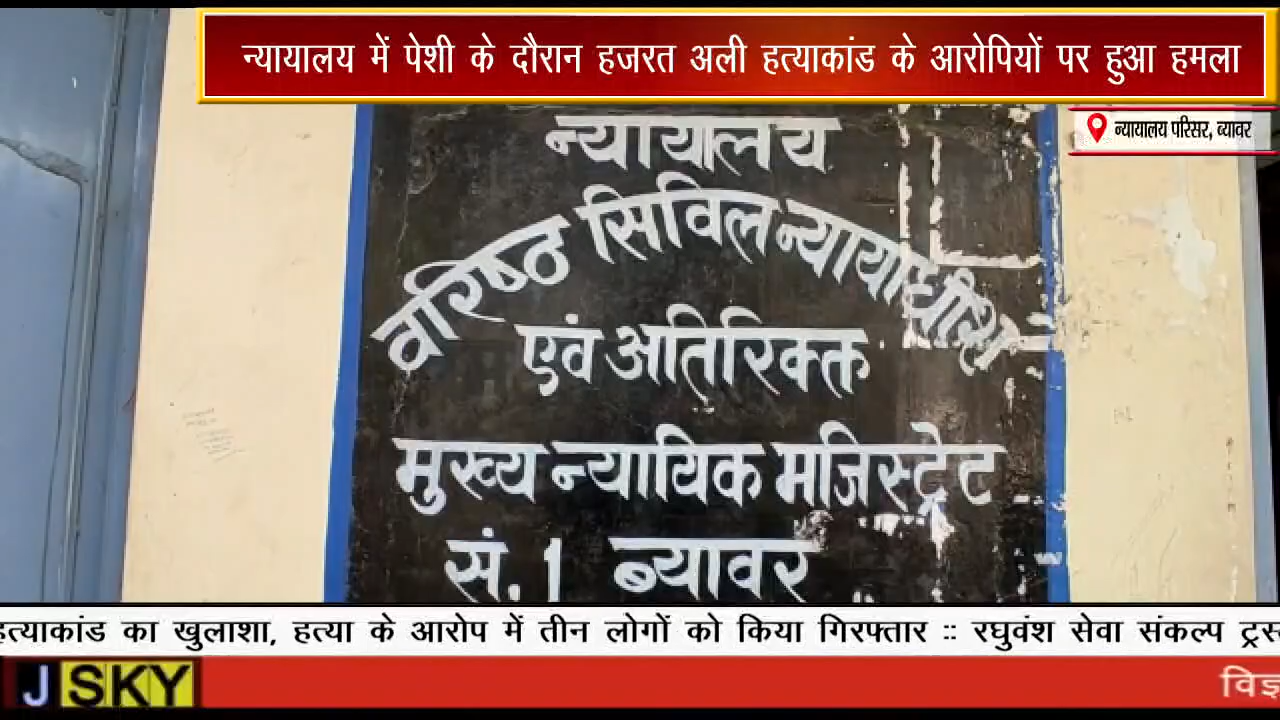 न्यायालय में पेशी के दौरान हजरत अली हत्याकांड के आरोपियों पर हुआ हमला
न्यायालय परिसर, ब्यावर
न्यायालय
वरिष्ठ सिविल न्यायाधीश
एवं अतिरिक्त
मुख्य न्यायिक मजिस्ट्रेट
सं. 1 ब्यावर
हत्याकांड का खुलाशा, हत्या के आरोप में तीन लोगों को किया गिरफ्तार :: रघुवंश सेवा संकल्प
J SKY